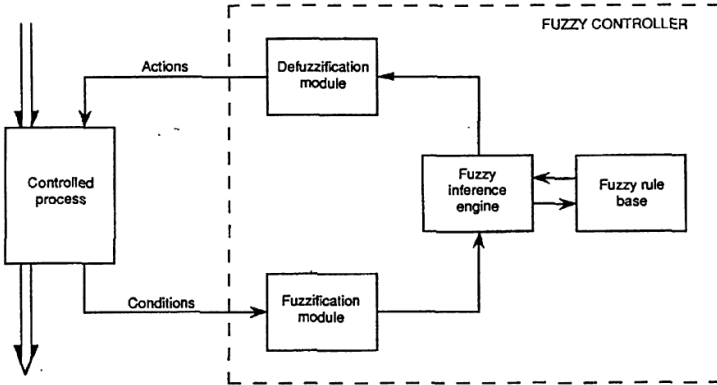 FUZZY CONTROLLER
Defuzzification
module
Actions
Controlled
process
Fuzzy
inference
engine
Fuzzy rule
base
Conditions
Fuzzification
module